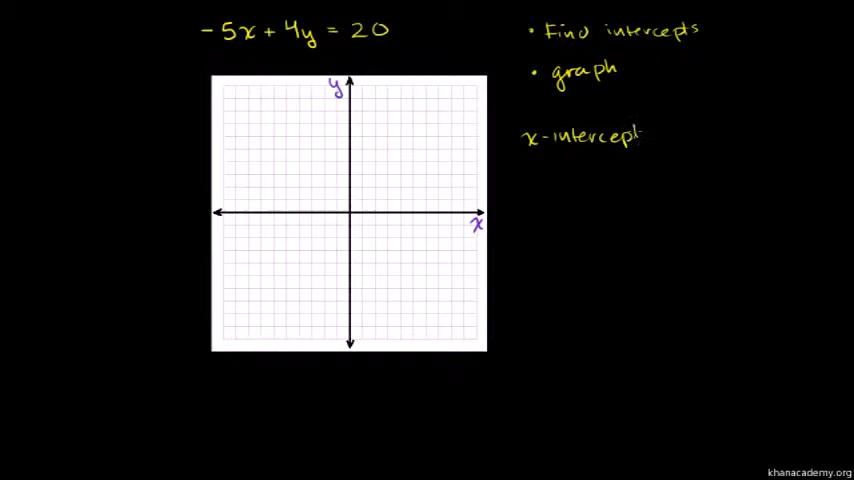 -5x + 4y = 20
• Find intercepts
• graph
y
x-intercept
x
khanacademy.org